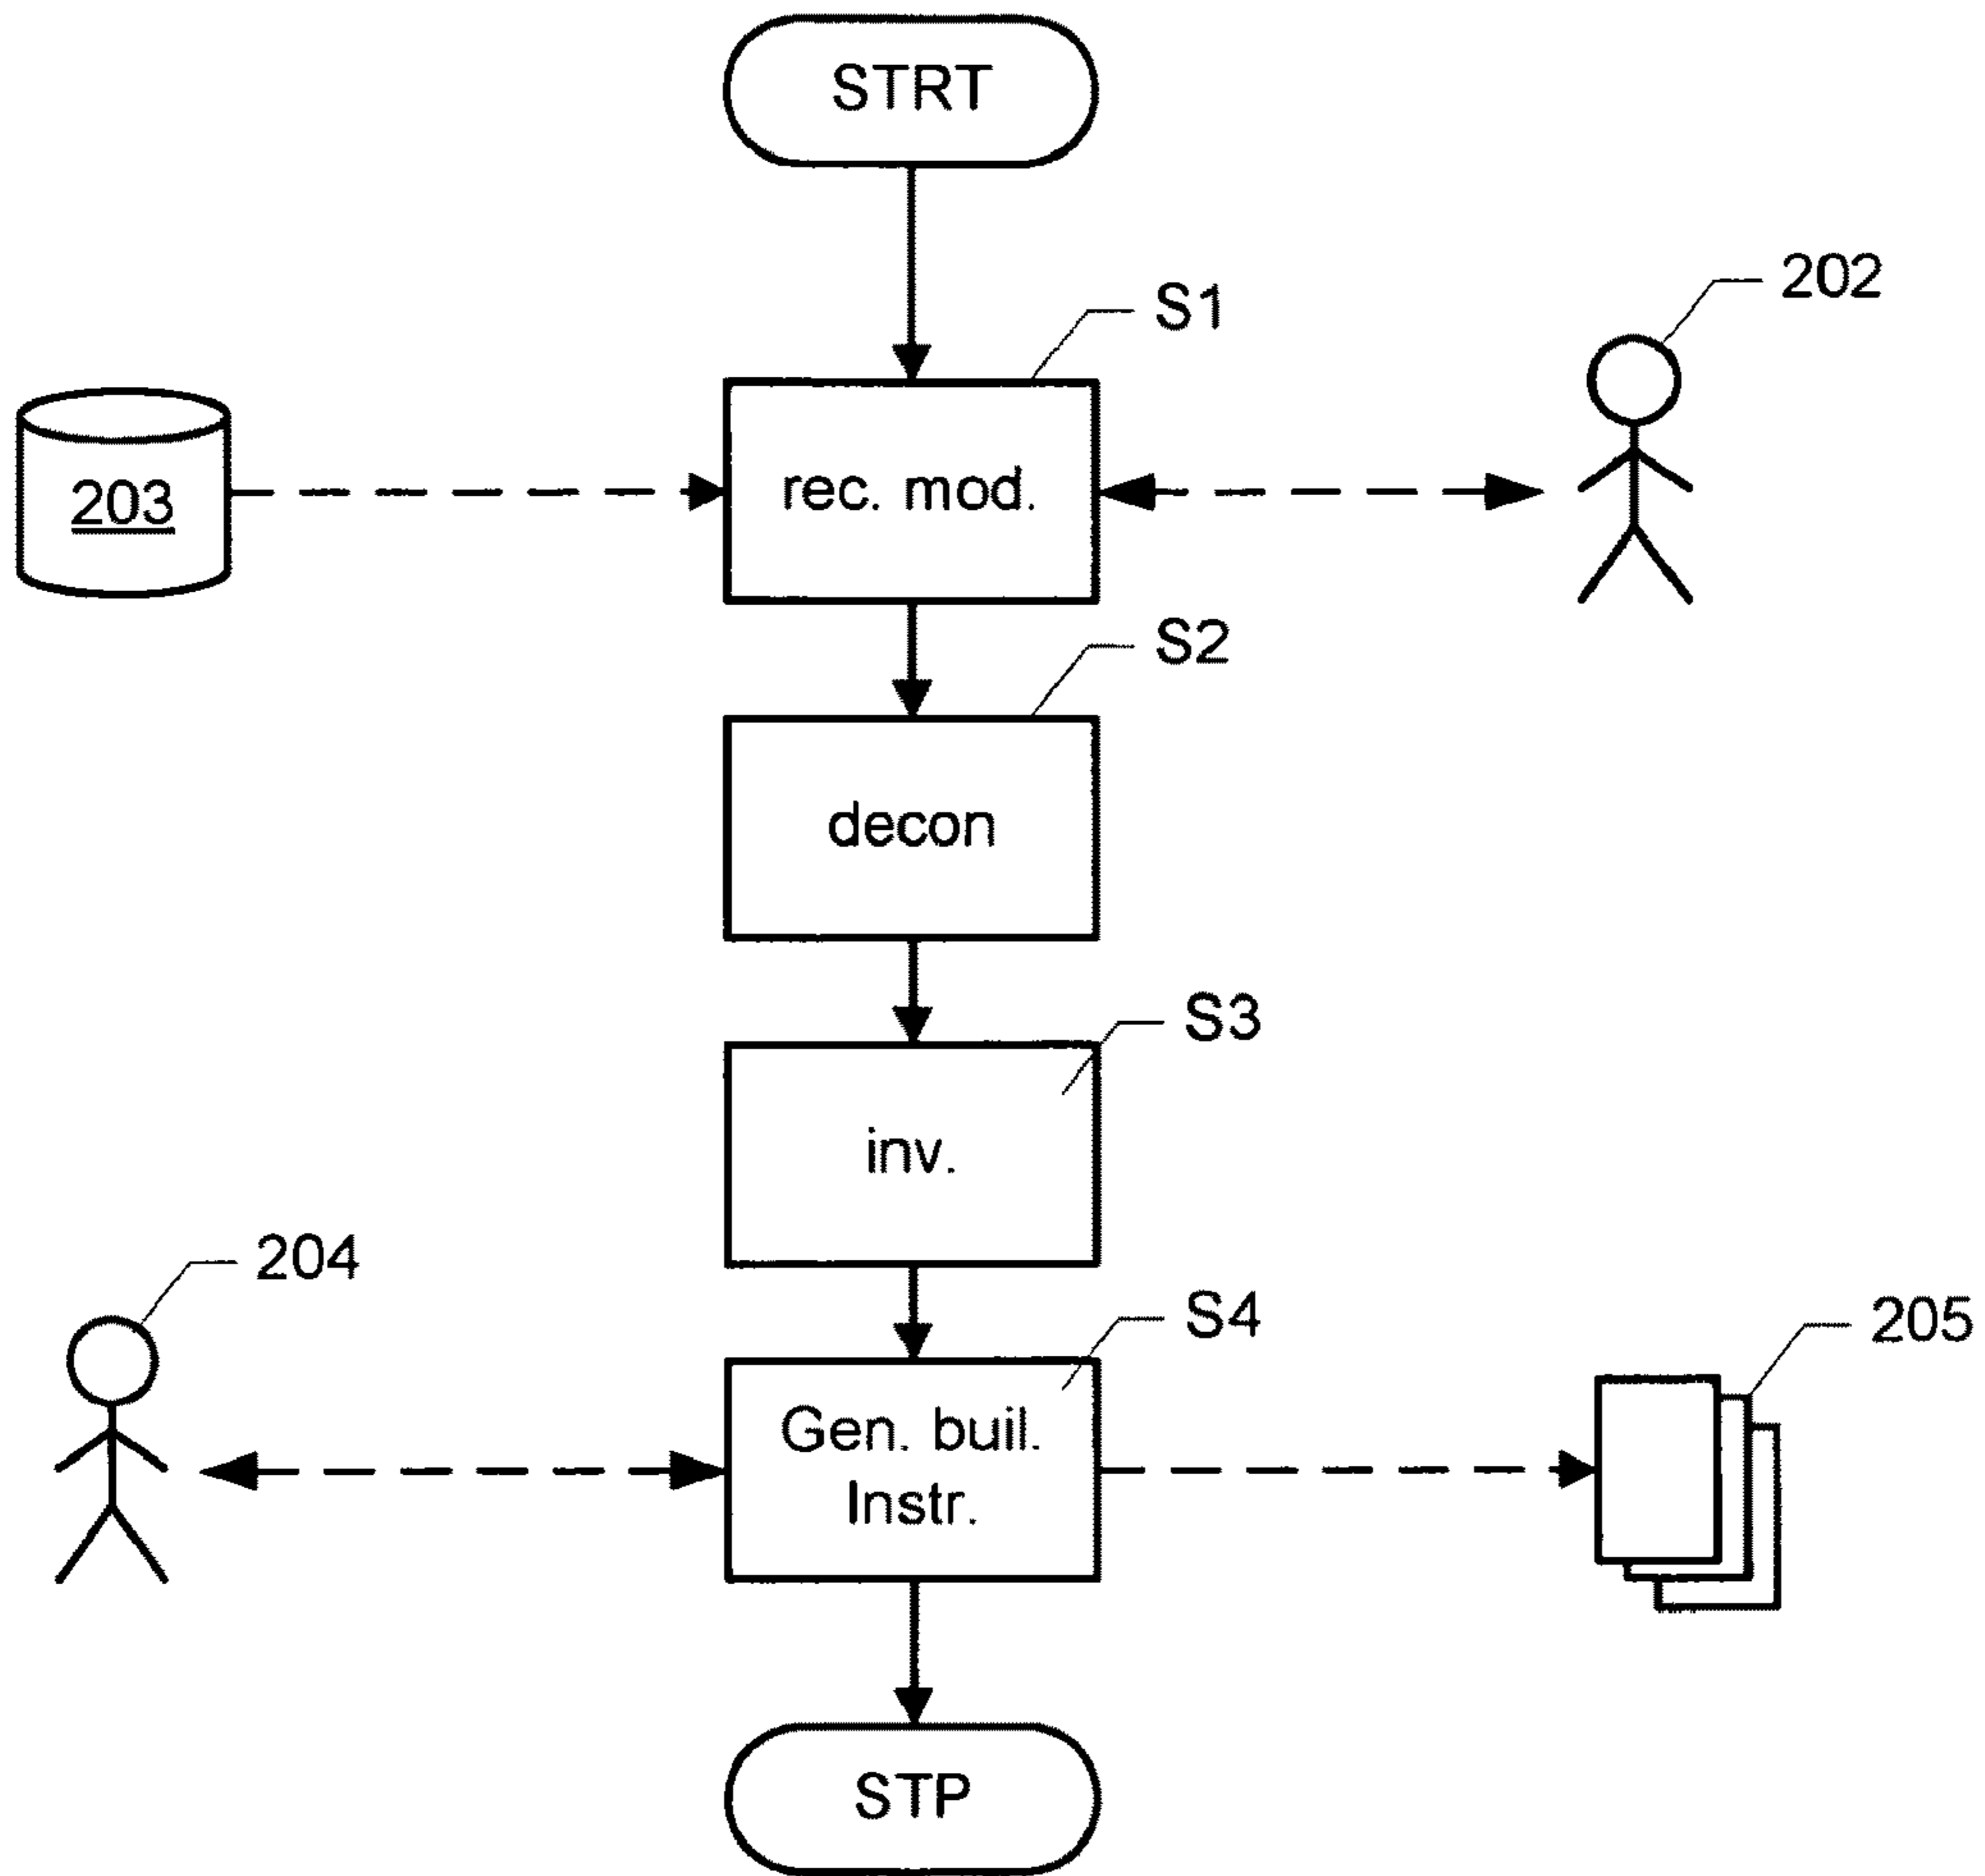 STRT
S1
202
203
rec. mod.
S2
decon
S3
inv.
204
S4
205
Gen. buil.
Instr.
STP